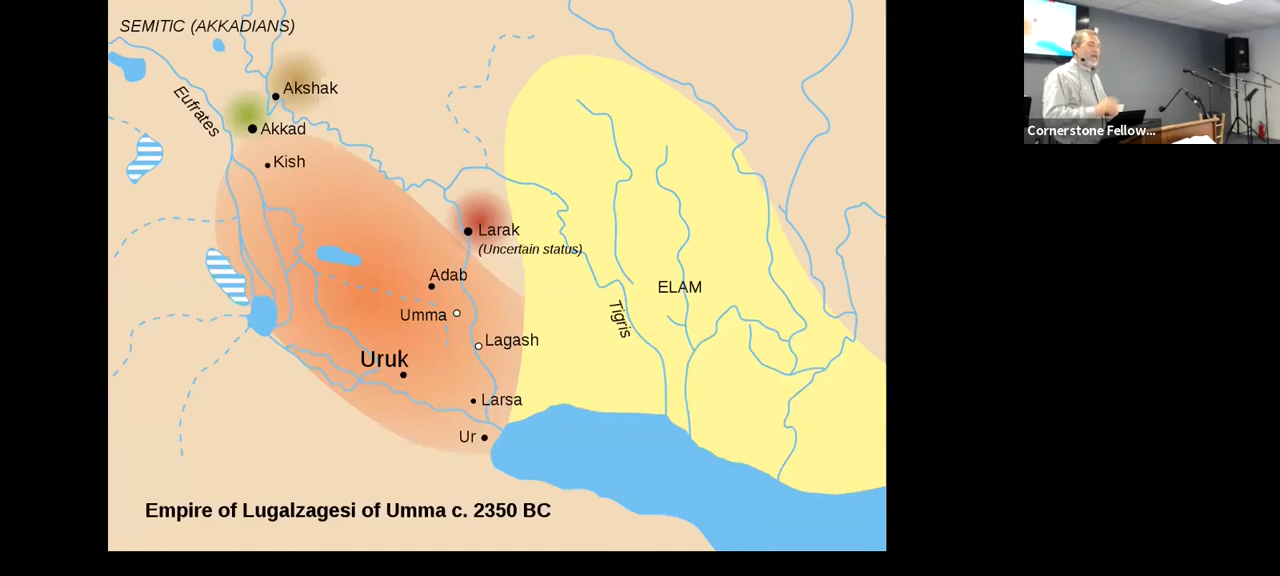 SEMITIC (AKKADIANS)
Akshak
Eufrates
Akkad
Kish
Larak
(Uncertain status)
Adab
ELAM
Umma
Tigris
Lagash
Uruk
Larsa
Ur
Empire of Lugalzagesi of Umma c. 2350 BC
Cornerstone Fellow...